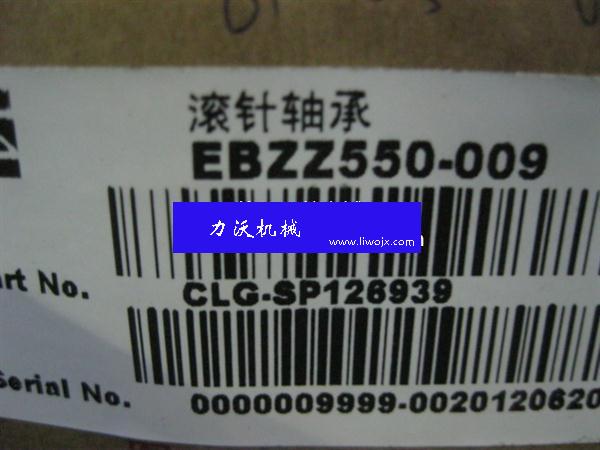 滚针轴承
EBZZ550-009
力沃机械
www.liwojx.com
Part No.
CLG-SP126939
Serial No.
0000009999-0020120620